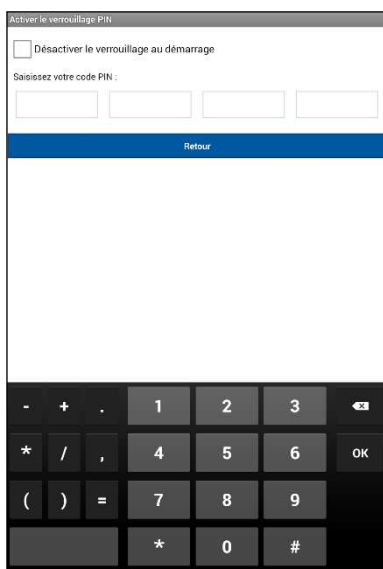 Activer le verrouillage PIN
Désactiver le verrouillage au démarrage
Saisissez votre code PIN :
Retour
- + . 1 2 3
* / , 4 5 6 OK
( ) = 7 8 9
* 0 #